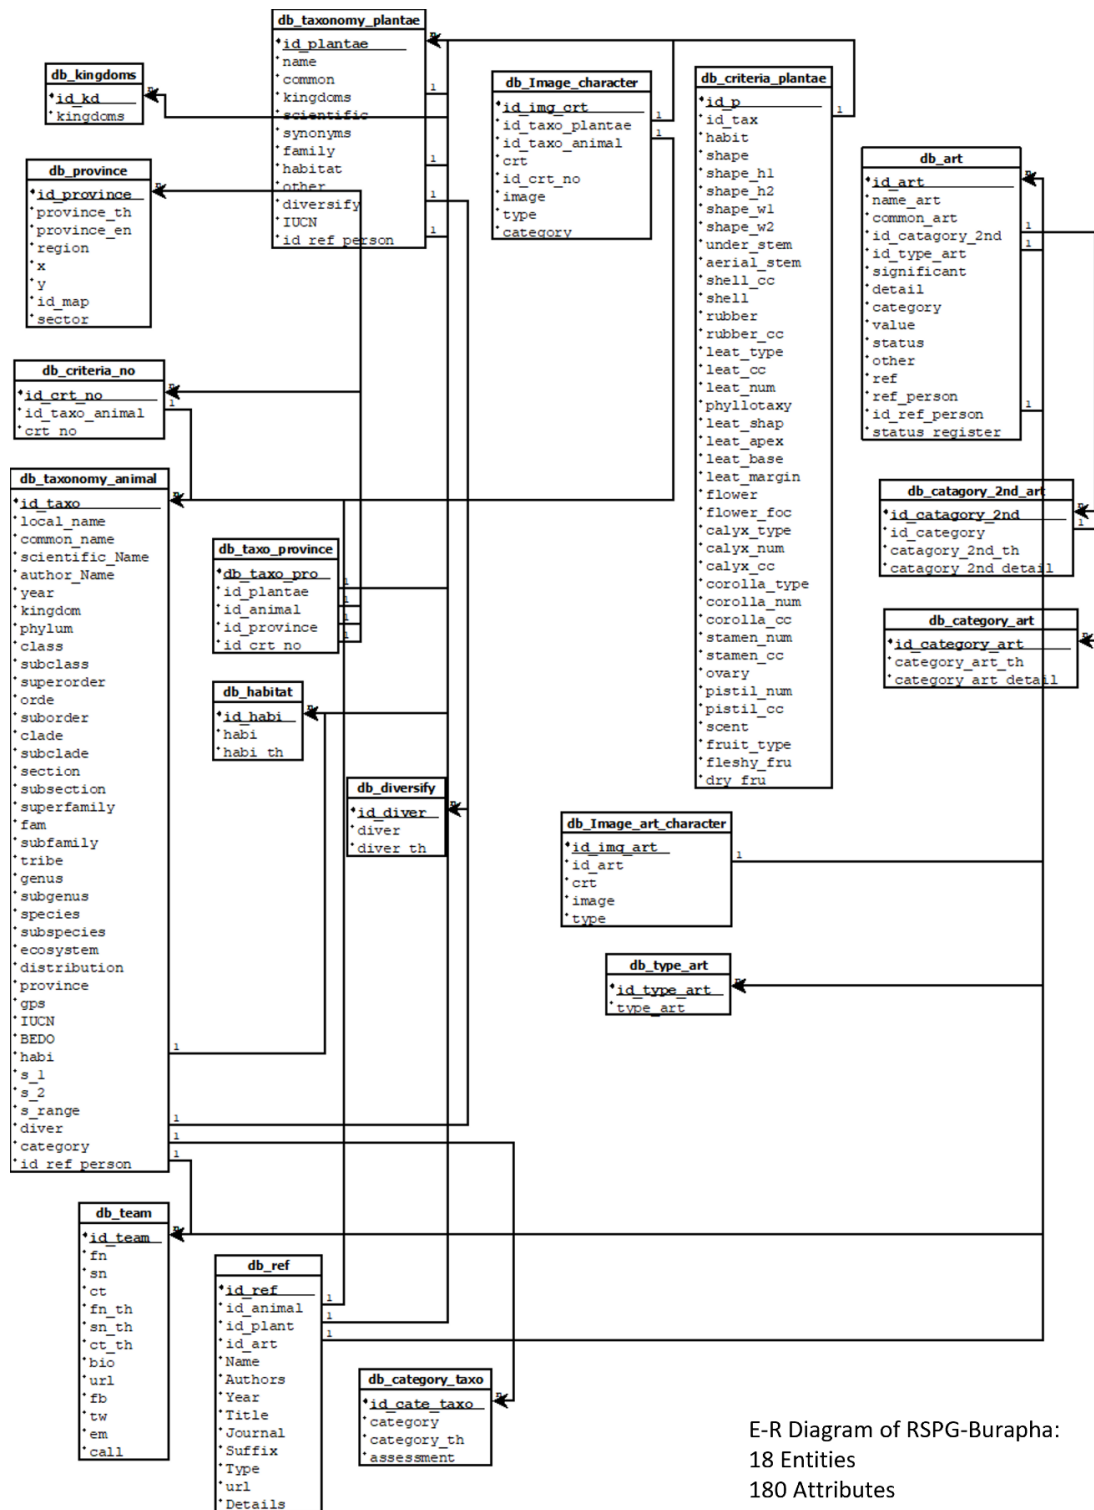 db_taxonomy_plantae
id_plantae
name
common
kingdoms
scientific
synonyms
family
habitat
other
diversify
IUCN
id_ref_person
db_kingdoms
id_kd
kingdoms
db_province
id_province
province_th
province_en
region
x
y
id_map
sector
db_Image_character
id_img_crt
id_taxo_plantae
id_taxo_animal
crt
id_crt_no
image
type
category
db_criteria_plantae
id_p
id_tax
habit
shape
shape_h1
shape_h2
shape_w1
shape_w2
under_stem
aerial_stem
shell_cc
shell
rubber
rubber_cc
leat_type
leat_cc
leat_num
phyllotaxy
leat_shap
leat_apex
leat_base
leat_margin
flower
flower_foc
calyx_type
calyx_num
calyx_cc
corolla_type
corolla_num
corolla_cc
stamen_num
stamen_cc
ovary
pistil_num
pistil_cc
scent
fruit_type
fleshy_fru
dry_fru
db_art
id_art
name_art
common_art
id_catagory_2nd
id_type_art
significant
detail
category
value
status
other
ref
ref_person
id_ref_person
status_register
db_criteria_no
id_crt_no
id_taxo_animal
crt_no
db_taxonomy_animal
id_taxo
local_name
common_name
scientific_Name
author_Name
year
kingdom
phylum
class
subclass
superorder
orde
suborder
clade
subclade
section
subsection
superfamily
fam
subfamily
tribe
genus
subgenus
species
subspecies
ecosystem
distribution
province
gps
IUCN
BEDO
habi
s_1
s_2
s_range
diver
category
id_ref_person
db_taxo_province
db_taxo_pro
id_plantae
id_animal
id_province
id_crt_no
db_habitat
id_habi
habi
habi_th
db_diversify
id_diver
diver
diver_th
db_catagory_2nd_art
id_catagory_2nd
id_category
catagory_2nd_th
catagory_2nd_detail
db_category_art
id_category_art
category_art_th
category_art_detail
db_Image_art_character
id_img_art
id_art
crt
image
type
db_type_art
id_type_art
type_art
db_team
id_team
fn
sn
ct
fn_th
sn_th
ct_th
bio
url
fb
tw
em
call
db_ref
id_ref
id_animal
id_plant
id_art
Name
Authors
Year
Title
Journal
Suffix
Type
url
Details
db_category_taxo
id_cate_taxo
category
category_th
assessment
E-R Diagram of RSPG-Burapha:
18 Entities
180 Attributes